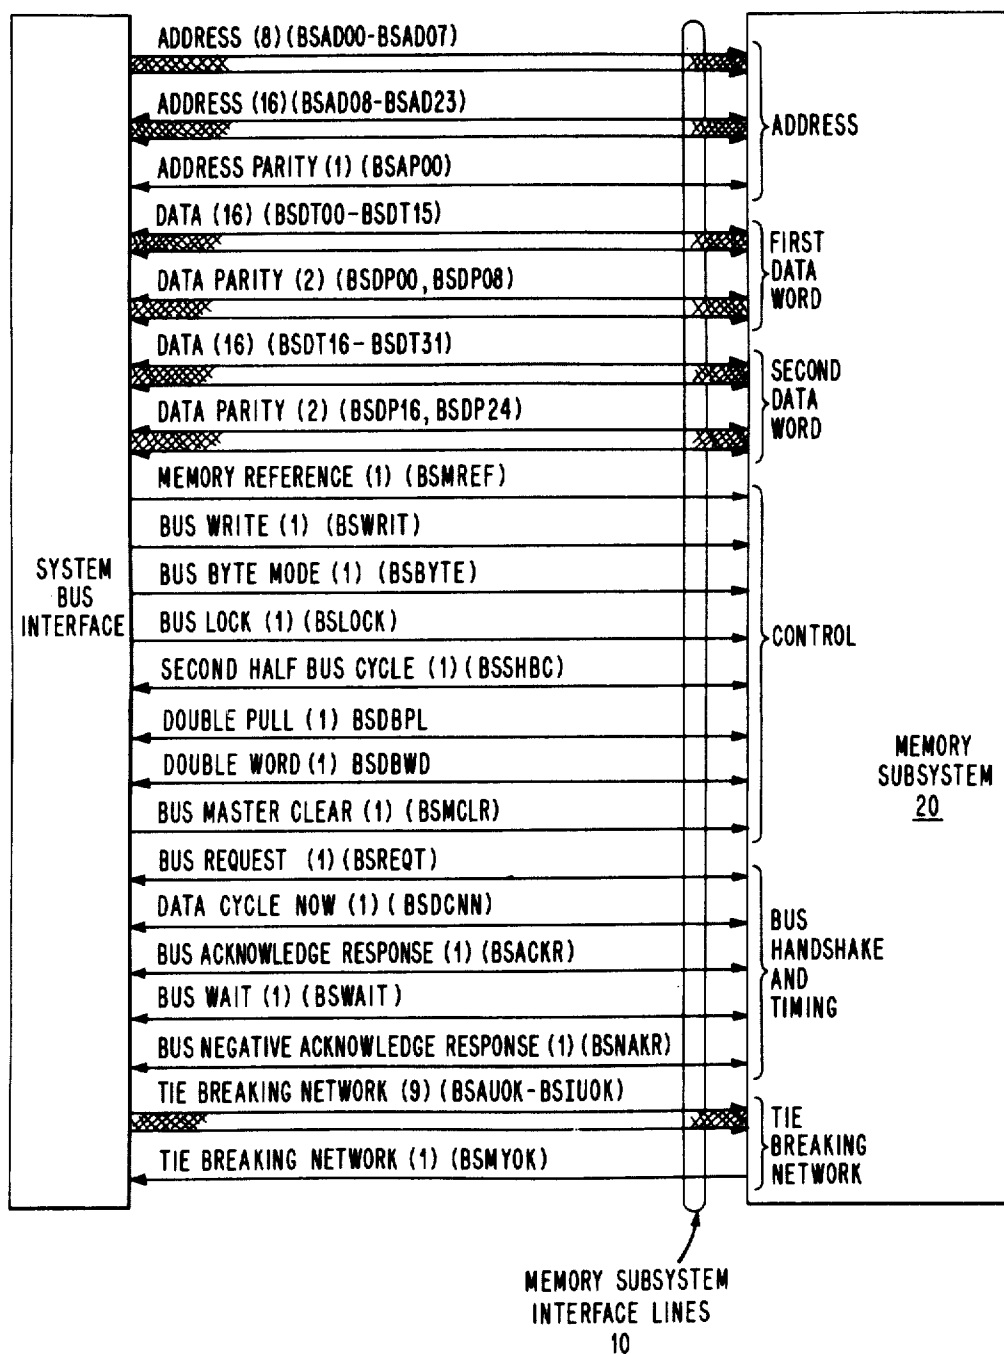 ADDRESS (8) (BSAD00-BSAD07)
ADDRESS (16) (BSAD08-BSAD23)
ADDRESS PARITY (1) (BSAP00)
ADDRESS
DATA (16) (BSDT00-BSDT15)
DATA PARITY (2) (BSDP00, BSDP08)
FIRST
DATA
WORD
DATA (16) (BSDT16-BSDT31)
DATA PARITY (2) (BSDP16, BSDP24)
SECOND
DATA
WORD
MEMORY REFERENCE (1) (BSMREF)
BUS WRITE (1) (BSWRIT)
BUS BYTE MODE (1) (BSBYTE)
BUS LOCK (1) (BSLOCK)
SECOND HALF BUS CYCLE (1) (BSSHBC)
DOUBLE PULL (1) BSDBPL
DOUBLE WORD (1) BSDBWD
BUS MASTER CLEAR (1) (BSMCLR)
CONTROL
SYSTEM
BUS
INTERFACE
MEMORY
SUBSYSTEM
20
BUS REQUEST (1) (BSREQT)
DATA CYCLE NOW (1) (BSDCNN)
BUS ACKNOWLEDGE RESPONSE (1) (BSACKR)
BUS WAIT (1) (BSWAIT)
BUS NEGATIVE ACKNOWLEDGE RESPONSE (1) (BSNAKR)
BUS
HANDSHAKE
AND
TIMING
TIE BREAKING NETWORK (9) (BSAUOK-BSIUOK)
TIE BREAKING NETWORK (1) (BSMYOK)
TIE
BREAKING
NETWORK
MEMORY SUBSYSTEM
INTERFACE LINES
10